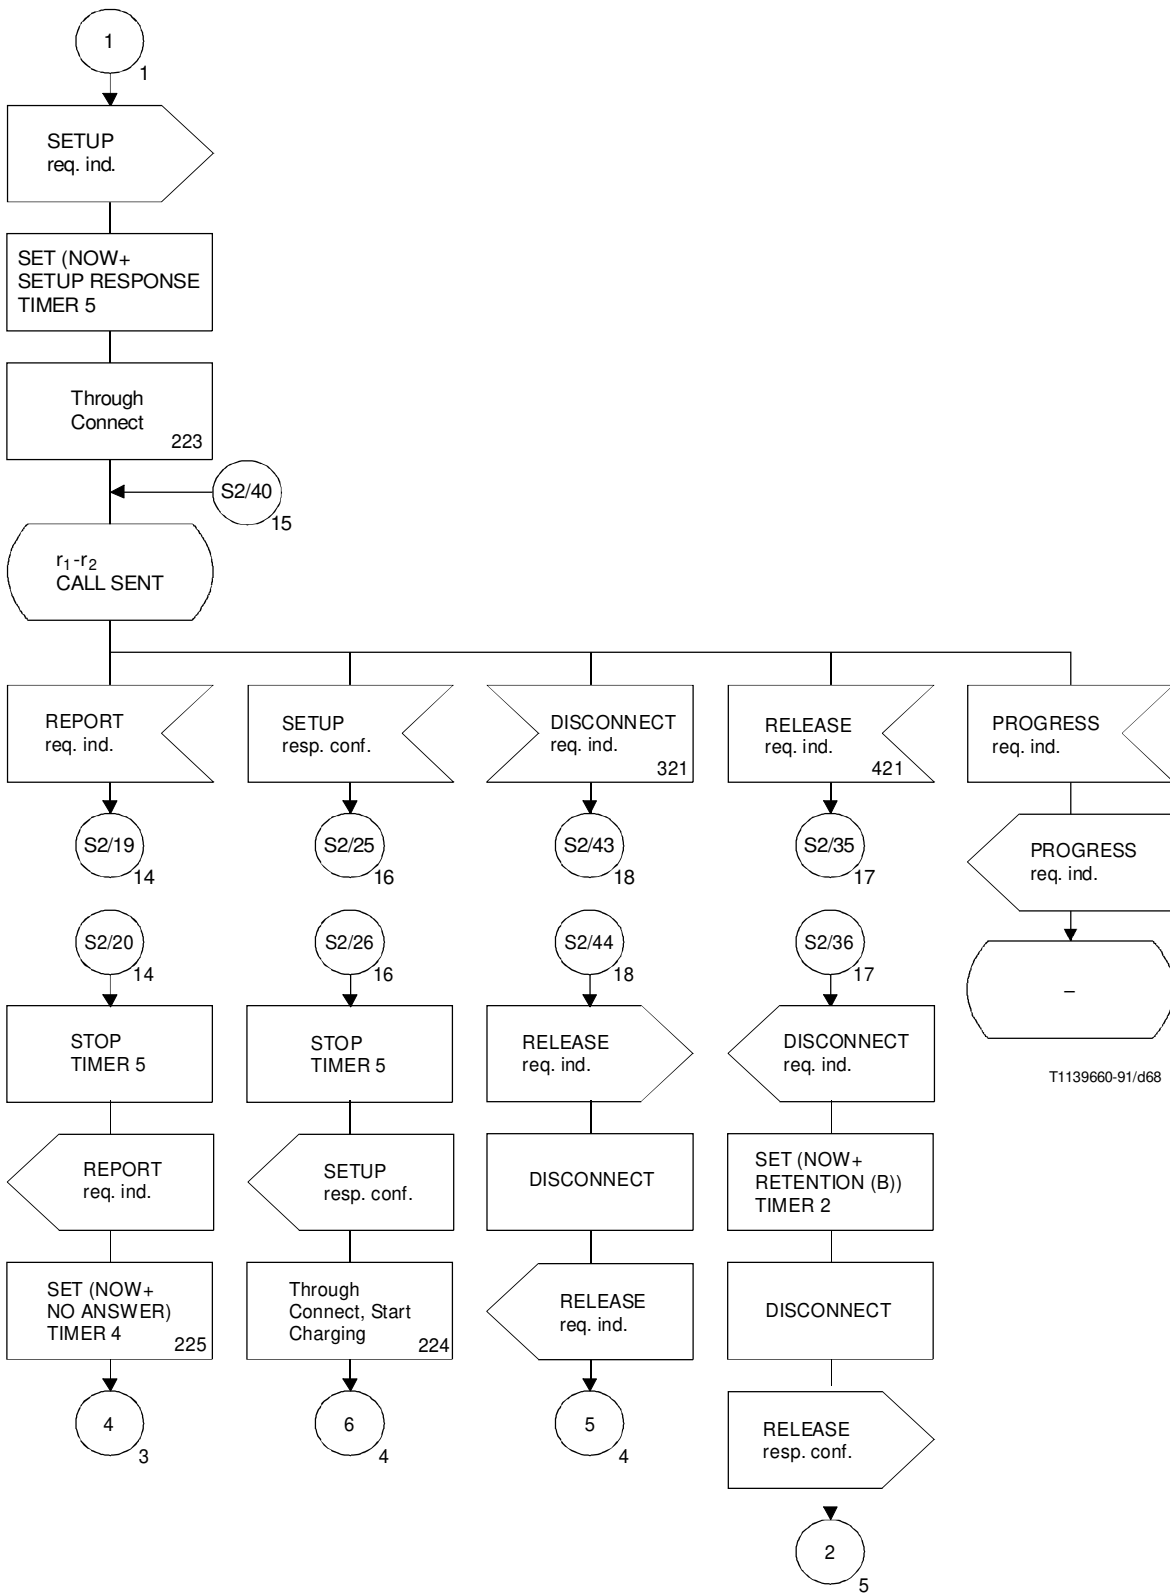 1
1
SETUP
req. ind.
SET (NOW+
SETUP RESPONSE
TIMER 5
Through
Connect
223
S2/40
15
r1-r2
CALL SENT
REPORT
req. ind.
SETUP
resp. conf.
DISCONNECT
req. ind.
321
RELEASE
req. ind.
421
PROGRESS
req. ind.
S2/19
14
S2/25
16
S2/43
18
S2/35
17
PROGRESS
req. ind.
S2/20
14
S2/26
16
S2/44
18
S2/36
17
–
STOP
TIMER 5
STOP
TIMER 5
RELEASE
req. ind.
DISCONNECT
req. ind.
T1139660-91/d68
REPORT
req. ind.
SETUP
resp. conf.
DISCONNECT
SET (NOW+
RETENTION (B))
TIMER 2
SET (NOW+
NO ANSWER)
TIMER 4
225
Through
Connect, Start
Charging
224
RELEASE
req. ind.
DISCONNECT
4
3
6
4
5
4
RELEASE
resp. conf.
2
5